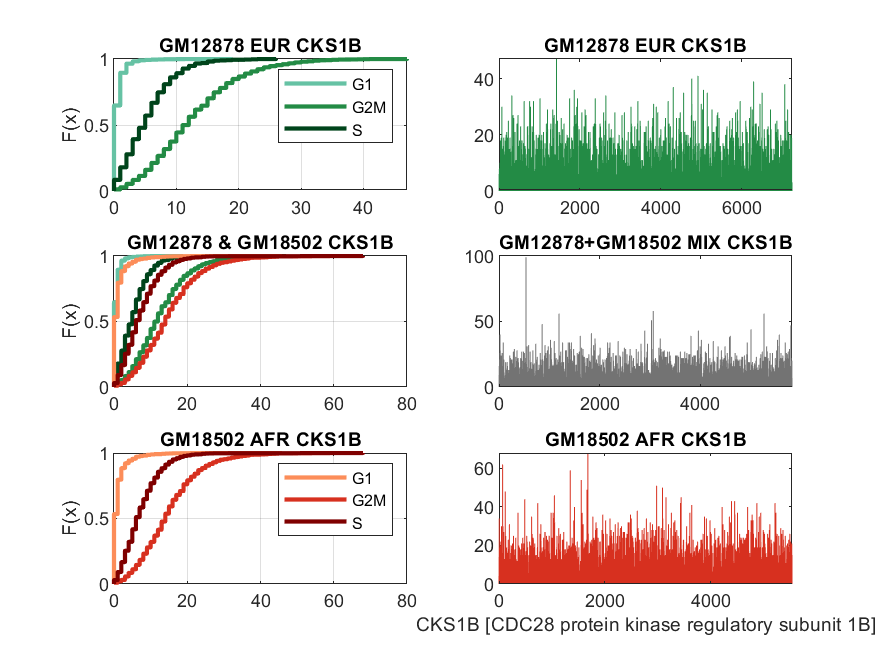 GM12878 EUR CKS1B
F(x)
1
0.5
0
0 10 20 30 40
G1
G2M
S
GM12878 EUR CKS1B
40
20
0
0 2000 4000 6000
GM12878 & GM18502 CKS1B
F(x)
1
0.5
0
0 20 40 60 80
GM12878+GM18502 MIX CKS1B
100
50
0
0 2000 4000
GM18502 AFR CKS1B
F(x)
1
0.5
0
0 20 40 60 80
G1
G2M
S
GM18502 AFR CKS1B
60
40
20
0
0 2000 4000
CKS1B [CDC28 protein kinase regulatory subunit 1B]